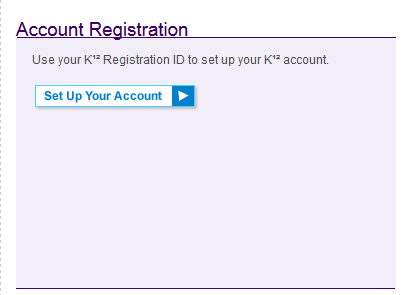 Account Registration
Use your K¹² Registration ID to set up your K¹² account.
Set Up Your Account